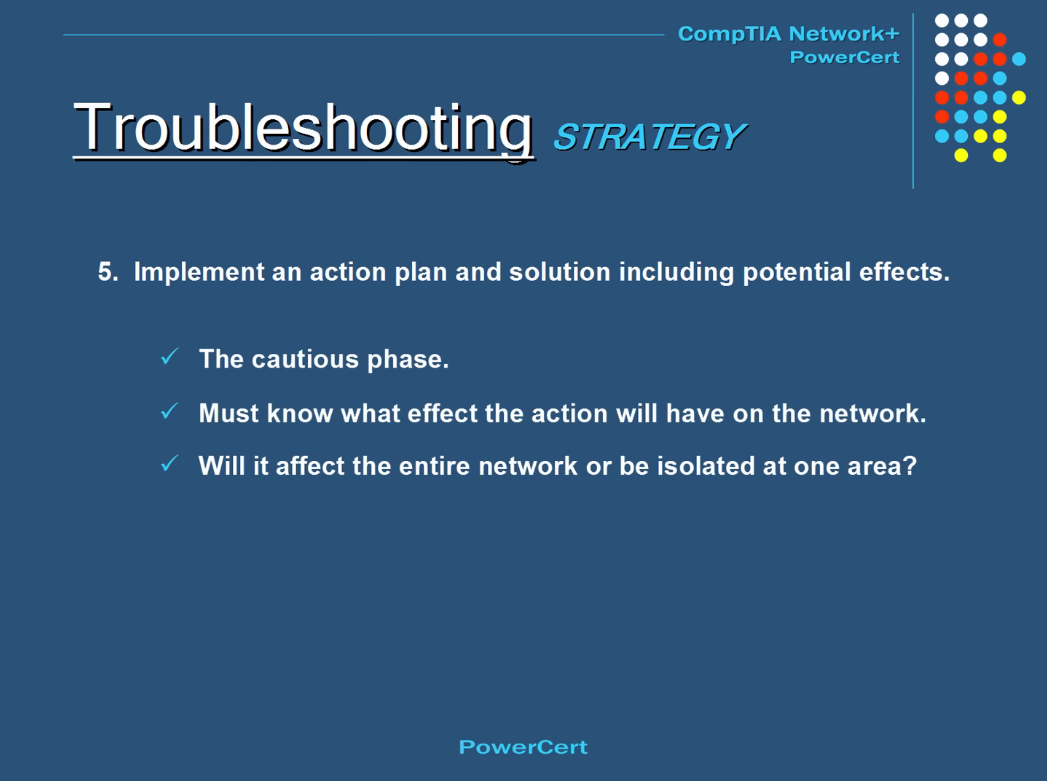 CompTIA Network+
PowerCert
Troubleshooting STRATEGY
5. Implement an action plan and solution including potential effects.
✓ The cautious phase.
✓ Must know what effect the action will have on the network.
✓ Will it affect the entire network or be isolated at one area?
PowerCert